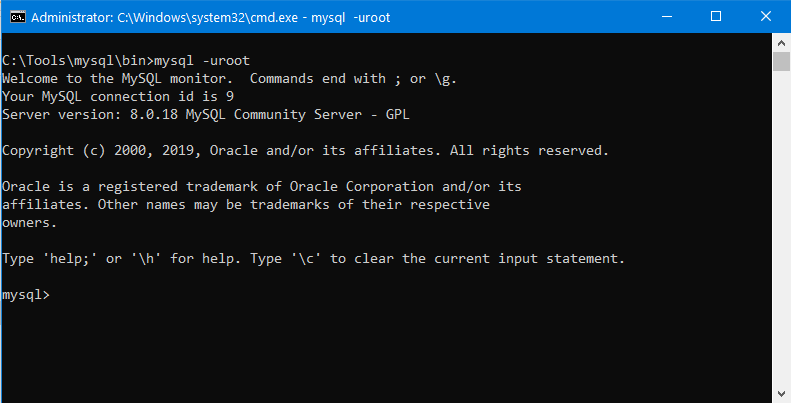 Administrator: C:\Windows\system32\cmd.exe - mysql  -uroot
C:\Tools\mysql\bin>mysql -uroot
Welcome to the MySQL monitor.  Commands end with ; or \g.
Your MySQL connection id is 9
Server version: 8.0.18 MySQL Community Server - GPL
Copyright (c) 2000, 2019, Oracle and/or its affiliates. All rights reserved.
Oracle is a registered trademark of Oracle Corporation and/or its
affiliates. Other names may be trademarks of their respective
owners.
Type 'help;' or '\h' for help. Type '\c' to clear the current input statement.
mysql>